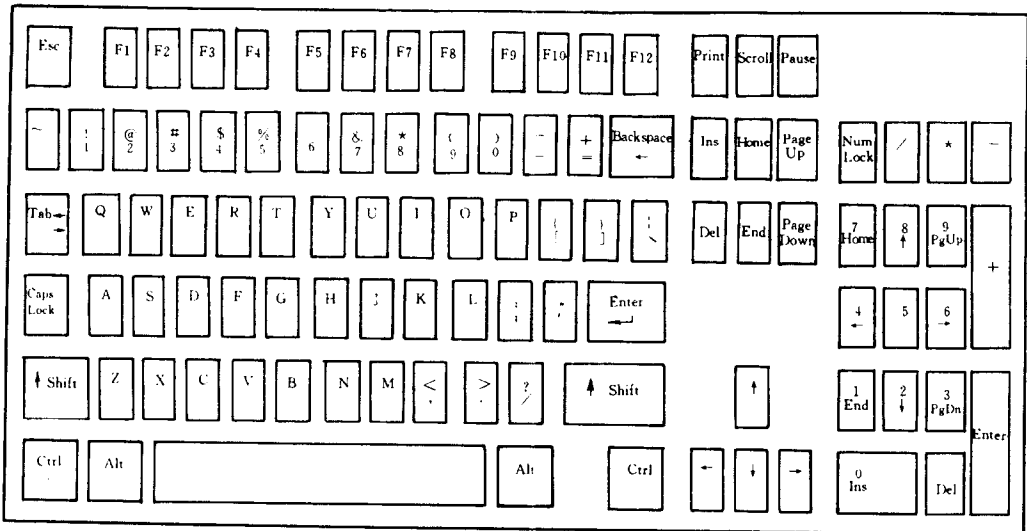 Esc F1 F2 F3 F4 F5 F6 F7 F8 F9 F10 F11 F12 Print Scroll Pause
~ ! @ # $ % & * ( ) - + Backspace Ins Home Page Up Num Lock / * -
1 2 3 4 5 6 7 8 9 0 _ = ←
Tab Q W E R T Y U I O P { } | Del End Page Down 7 Home 8 ↑ 9 PgUp +
[ ] \
Caps Lock A S D F G H J K L Enter 4 ← 5 6 →
↑ Shift Z X C V B N M < > ? ↑ Shift ↑ 1 End 2 ↓ 3 PgDn Enter
, . /
Ctrl Alt Alt Ctrl ← ↓ → 0 Ins Del